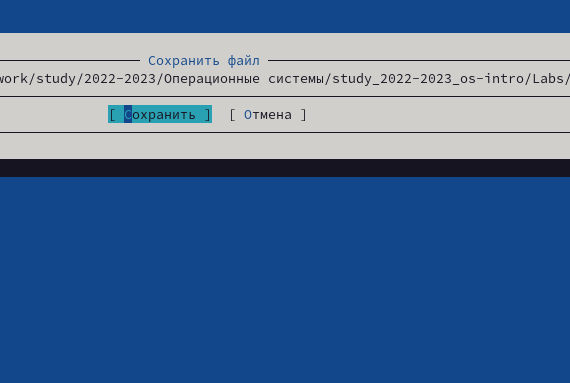 Сохранить файл
work/study/2022-2023/Операционные системы/study_2022-2023_os-intro/Labs/
[ Сохранить ] [ Отмена ]